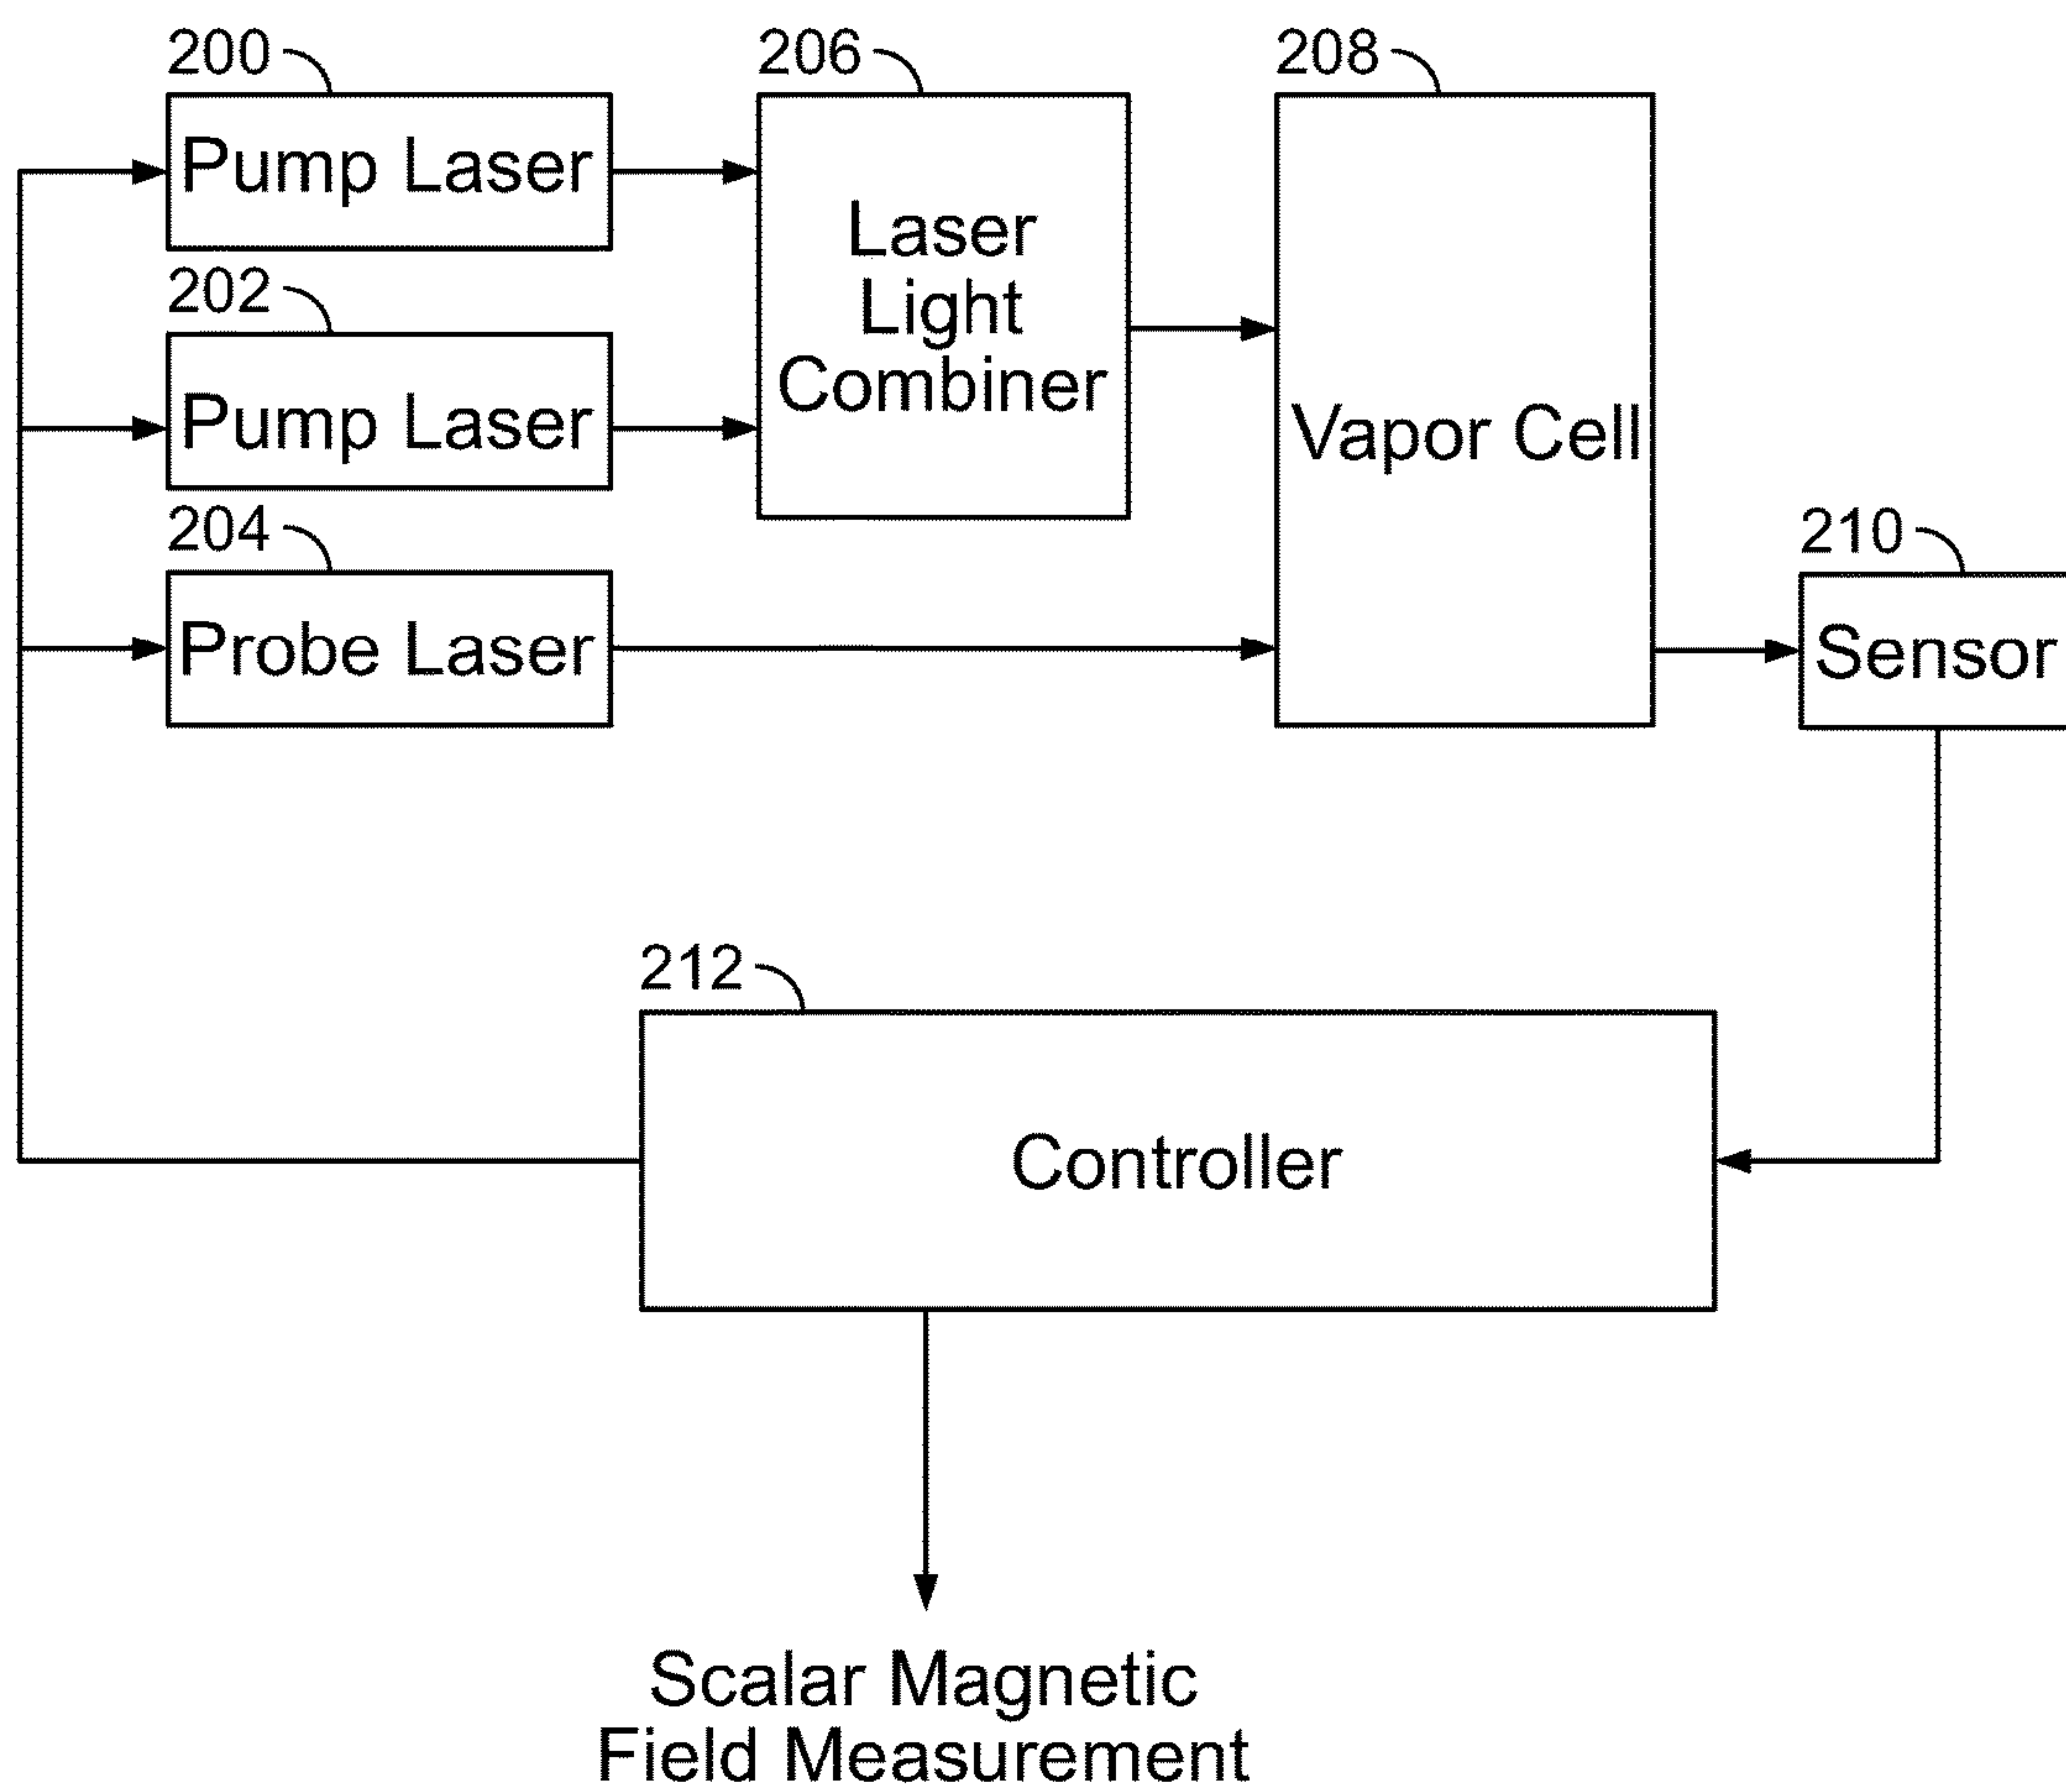 200
Pump Laser
202
Pump Laser
204
Probe Laser
206
Laser
Light
Combiner
208
Vapor Cell
210
Sensor
212
Controller
Scalar Magnetic
Field Measurement